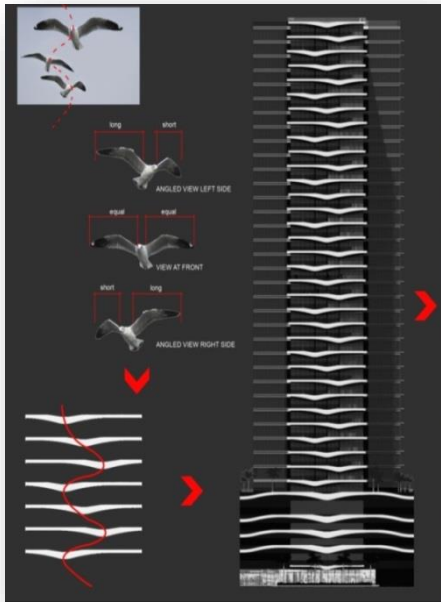 long short
ANGLED VIEW LEFT SIDE
equal equal
VIEW AT FRONT
short long
ANGLED VIEW RIGHT SIDE